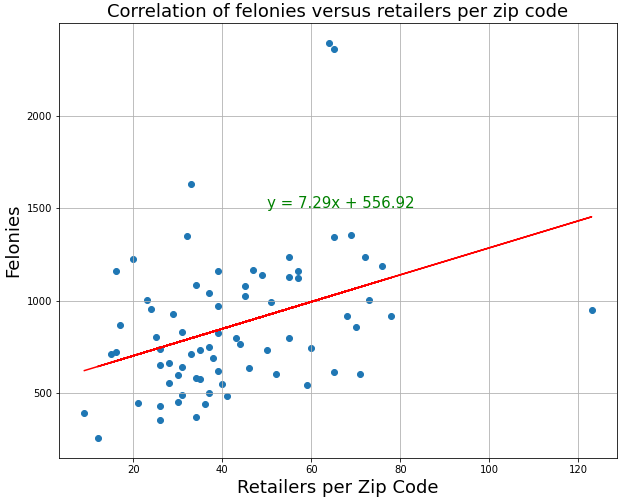 Correlation of felonies versus retailers per zip code
Felonies
2000
1500
1000
500
y = 7.29x + 556.92
20 40 60 80 100 120
Retailers per Zip Code